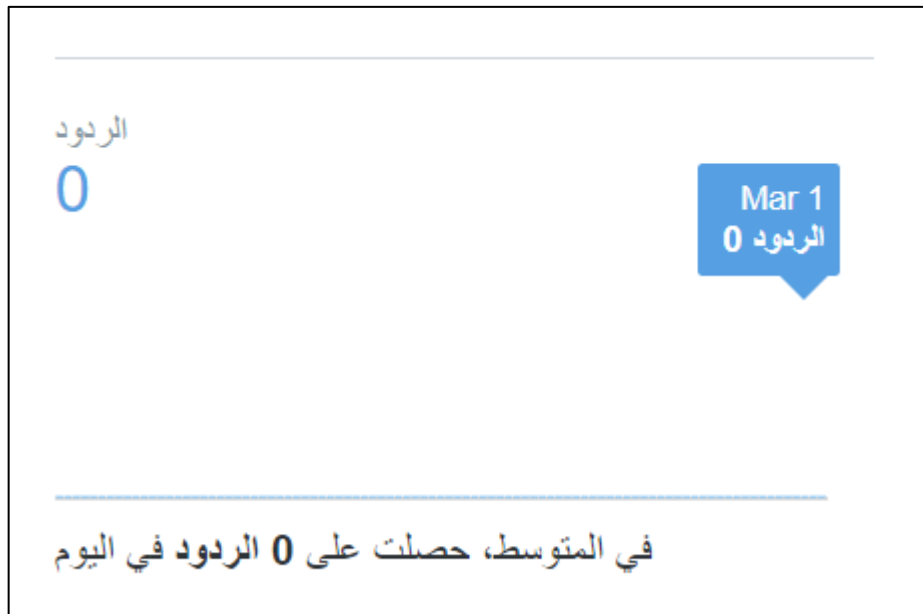 الردود
0
Mar 1
الردود 0
في المتوسط، حصلت على 0 الردود في اليوم